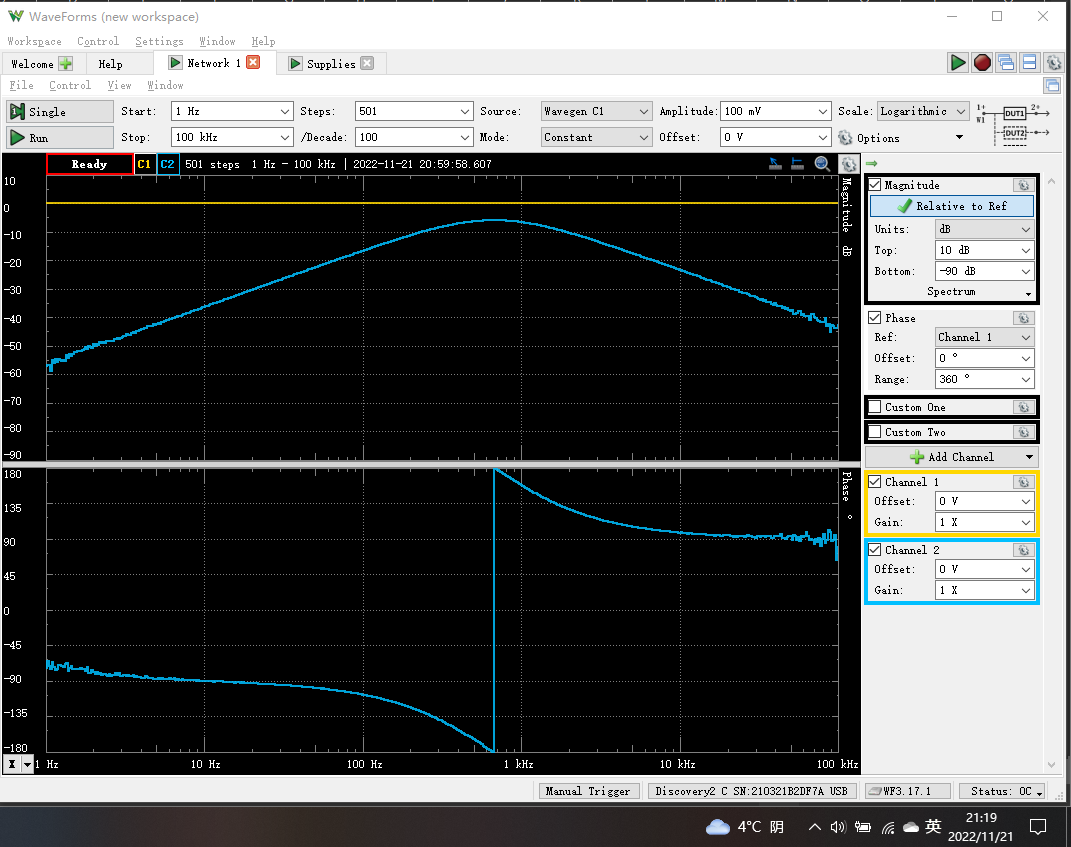 WaveForms (new workspace)
Workspace Control Settings Window Help
Welcome Help Network 1 Supplies
File Control View Window
Single Start: 1 Hz Steps: 501 Source: Wavegen C1 Amplitude: 100 mV Scale: Logarithmic 1+ W1 DUT1 2+
Run Stop: 100 kHz /Decade: 100 Mode: Constant Offset: 0 V Options DUT2
Ready C1 C2 501 steps 1 Hz - 100 kHz | 2022-11-21 20:59:58.607
Magnitude dB
10
0
-10
-20
-30
-40
-50
-60
-70
-80
-90
Phase °
180
135
90
45
0
-45
-90
-135
-180
X 1 Hz 10 Hz 100 Hz 1 kHz 10 kHz 100 kHz
Magnitude
Relative to Ref
Units: dB
Top: 10 dB
Bottom: -90 dB
Spectrum
Phase
Ref: Channel 1
Offset: 0 °
Range: 360 °
Custom One
Custom Two
Add Channel
Channel 1
Offset: 0 V
Gain: 1 X
Channel 2
Offset: 0 V
Gain: 1 X
Manual Trigger Discovery2 C SN:210321B2DF7A USB WF3.17.1 Status: OC
4°C 阴 英 21:19
2022/11/21